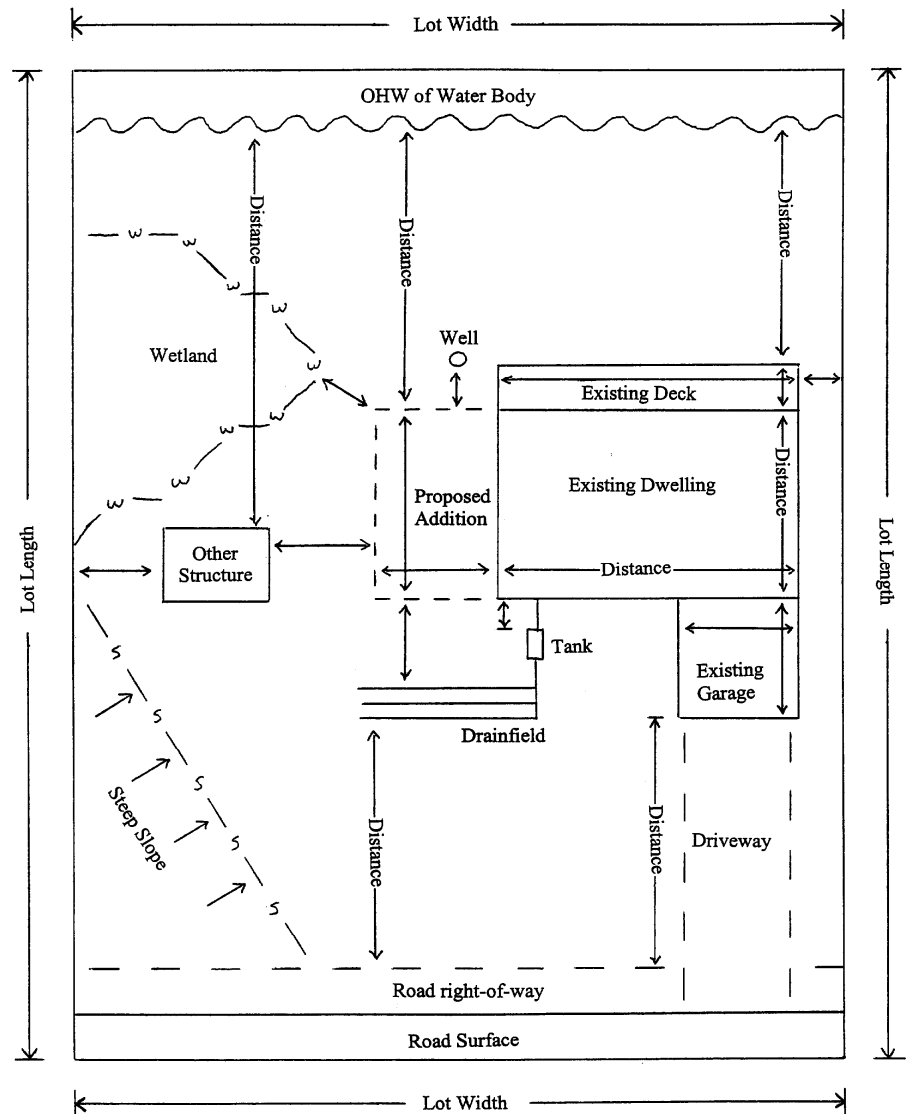 Lot Width
OHW of Water Body
Distance
Distance
Distance
W
W
W
W
W
W
W
W
W
Well
Wetland
Existing Deck
Lot Length
Proposed
Addition
Existing Dwelling
Distance
Distance
Other
Structure
Lot Length
S
S
S
S
S
Tank
Existing
Garage
Drainfield
Steep Slope
Distance
Distance
Driveway
Road right-of-way
Road Surface
Lot Width